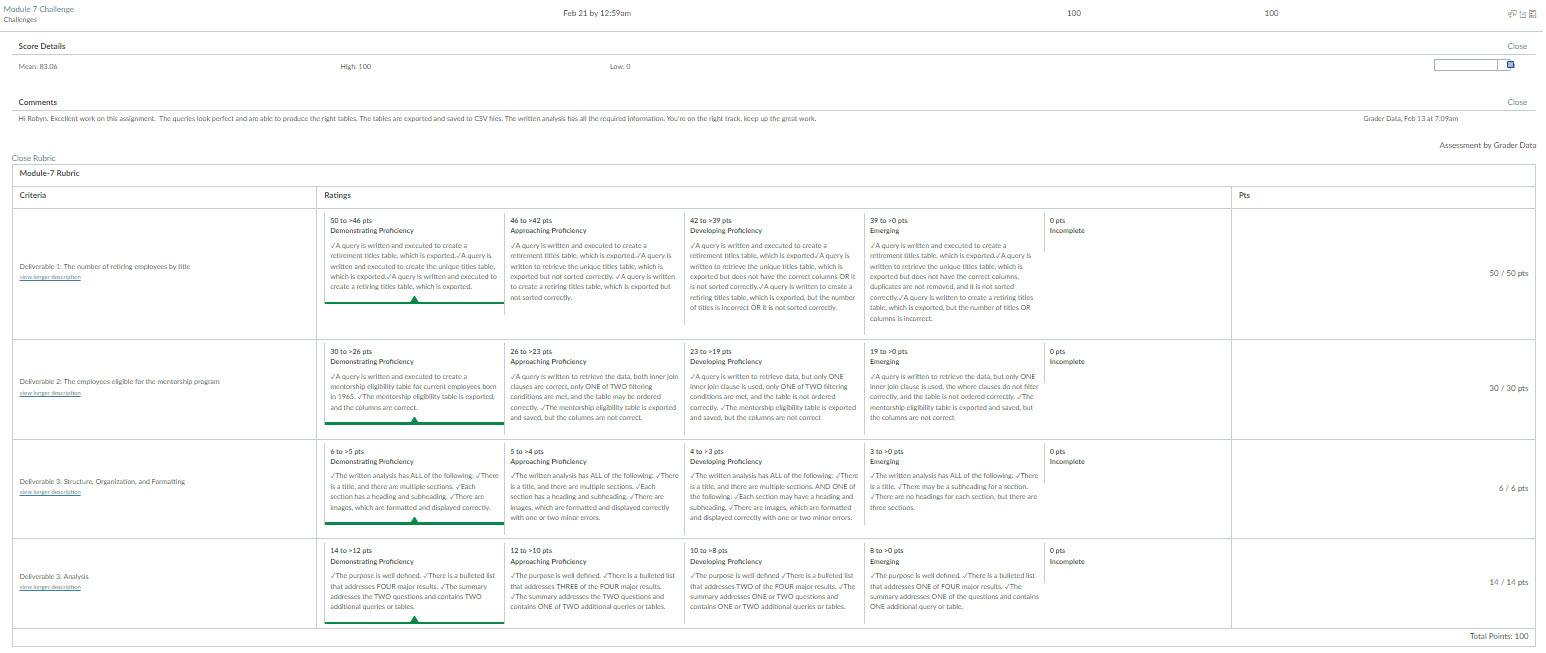 Module 7 Challenge
Challenges
Feb 21 by 12:59am
100
100
Score Details
Close
Mean: 83.06
High: 100
Low: 0
Comments
Close
Hi Robyn. Excellent work on this assignment. The queries look perfect and are able to produce the right tables. The tables are exported and saved to CSV files. The written analysis has all the required information. You're on the right track, keep up the great work.
Grader Data, Feb 13 at 7:09am
Assessment by Grader Data
Close Rubric
Module-7 Rubric
Criteria
Ratings
Pts
Deliverable 1: The number of retiring employees by title
view longer description
50 to >46 pts
Demonstrating Proficiency
✓A query is written and executed to create a
retirement titles table, which is exported.✓A query is
written and executed to create the unique titles table,
which is exported.✓A query is written and executed to
create a retiring titles table, which is exported.
46 to >42 pts
Approaching Proficiency
✓A query is written and executed to create a
retirement titles table, which is exported.✓A query is
written to retrieve the unique titles table, which is
exported but not sorted correctly. ✓A query is written
to create a retiring titles table, which is exported but
not sorted correctly.
42 to >39 pts
Developing Proficiency
✓A query is written and executed to create a
retirement titles table, which is exported.✓A query is
written to retrieve the unique titles table, which is
exported but does not have the correct columns OR it
is not sorted correctly.✓A query is written to create a
retiring titles table, which is exported, but the number
of titles is incorrect OR it is not sorted correctly.
39 to >0 pts
Emerging
✓A query is written and executed to create a
retirement titles table, which is exported.✓A query is
written to retrieve the unique titles table, which is
exported but does not have the correct columns,
duplicates are not removed, and it is not sorted
correctly.✓A query is written to create a retiring titles
table, which is exported, but the number of titles OR
columns is incorrect.
0 pts
Incomplete
50 / 50 pts
Deliverable 2: The employees eligible for the mentorship program
view longer description
30 to >26 pts
Demonstrating Proficiency
✓A query is written and executed to create a
mentorship eligibility table for current employees born
in 1965. ✓The mentorship eligibility table is exported,
and the columns are correct.
26 to >23 pts
Approaching Proficiency
✓A query is written to retrieve the data, both inner join
clauses are correct, only ONE of TWO filtering
conditions are met, and the table may be ordered
correctly. ✓The mentorship eligibility table is exported
and saved, but the columns are not correct.
23 to >19 pts
Developing Proficiency
✓A query is written to retrieve the data, but only ONE
inner join clause is used, only ONE of TWO filtering
conditions are met, and the table is not ordered
correctly. ✓The mentorship eligibility table is exported
and saved, but the columns are not correct
19 to >0 pts
Emerging
✓A query is written to retrieve the data, but only ONE
inner join clause is used, the where clauses do not filter
correctly, and the table is not ordered correctly. ✓The
mentorship eligibility table is exported and saved, but
the columns are not correct
0 pts
Incomplete
30 / 30 pts
Deliverable 3: Structure, Organization, and Formatting
view longer description
6 to >5 pts
Demonstrating Proficiency
✓The written analysis has ALL of the following: ✓There
is a title, and there are multiple sections. ✓Each
section has a heading and subheading. ✓There are
images, which are formatted and displayed correctly.
5 to >4 pts
Approaching Proficiency
✓The written analysis has ALL of the following: ✓There
is a title, and there are multiple sections. ✓Each
section has a heading and subheading. ✓There are
images, which are formatted and displayed correctly
with one or two minor errors.
4 to >3 pts
Developing Proficiency
✓The written analysis has ALL of the following: ✓There
is a title, and there are multiple sections. AND ONE of
the following: ✓Each section may have a heading and
subheading. ✓There are images, which are formatted
and displayed correctly with one or two minor errors.
3 to >0 pts
Emerging
✓The written analysis has ALL of the following: ✓There
is a title. ✓There may be a subheading for a section.
✓There are no headings for each section, but there are
three sections.
0 pts
Incomplete
6 / 6 pts
Deliverable 3: Analysis
view longer description
14 to >12 pts
Demonstrating Proficiency
✓The purpose is well defined. ✓There is a bulleted list
that addresses FOUR major results. ✓The summary
addresses the TWO questions and contains TWO
additional queries or tables.
12 to >10 pts
Approaching Proficiency
✓The purpose is well defined. ✓There is a bulleted list
that addresses THREE of the FOUR major results.
✓The summary addresses the TWO questions and
contains ONE of TWO additional queries or tables.
10 to >8 pts
Developing Proficiency
✓The purpose is well defined ✓There is a bulleted list
that addresses TWO of the FOUR major results. ✓The
summary addresses ONE or TWO questions and
contains ONE or TWO additional queries or tables.
8 to >0 pts
Emerging
✓The purpose is well defined. ✓There is a bulleted list
that addresses ONE of FOUR major results. ✓The
summary addresses ONE of the questions and contains
ONE additional query or table.
0 pts
Incomplete
14 / 14 pts
Total Points: 100